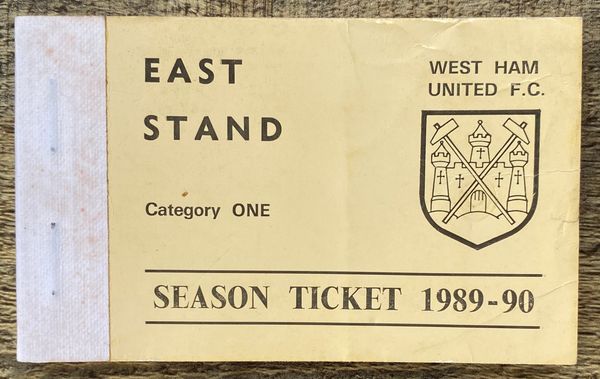 EAST
STAND
WEST HAM
UNITED F.C.
Category ONE
SEASON TICKET 1989-90